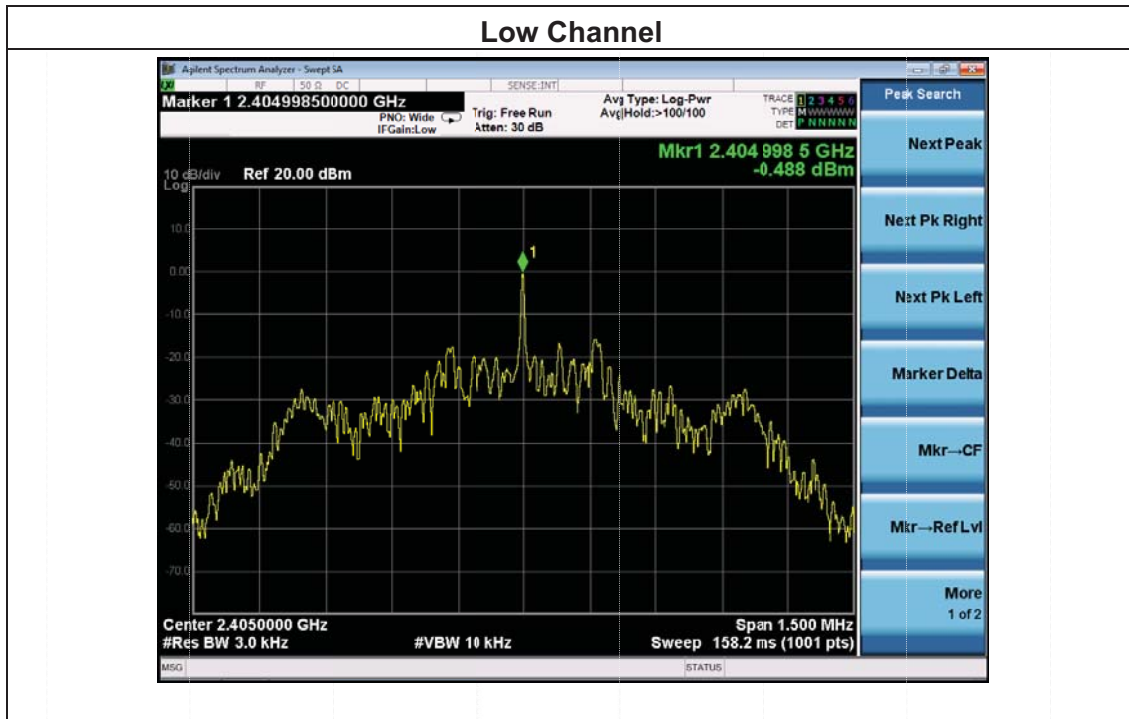 Low Channel
Agilent Spectrum Analyzer - Swept SA
RF 50 Ω DC SENSE:INT
Marker 1 2.404998500000 GHz
PNO: Wide
IFGain:Low
Trig: Free Run
Atten: 30 dB
Avg Type: Log-Pwr
Avg|Hold:>100/100
TRACE 1 2 3 4 5 6
TYPE M WWWWW
DET P N N N N N
Mkr1 2.404 998 5 GHz
-0.488 dBm
10 dB/div Ref 20.00 dBm
Log
10.0
0.00
-10.0
-20.0
-30.0
-40.0
-50.0
-60.0
-70.0
1
Center 2.4050000 GHz Span 1.500 MHz
#Res BW 3.0 kHz #VBW 10 kHz Sweep 158.2 ms (1001 pts)
MSG STATUS
Peak Search
Next Peak
Next Pk Right
Next Pk Left
Marker Delta
Mkr→CF
Mkr→Ref Lvl
More
1 of 2